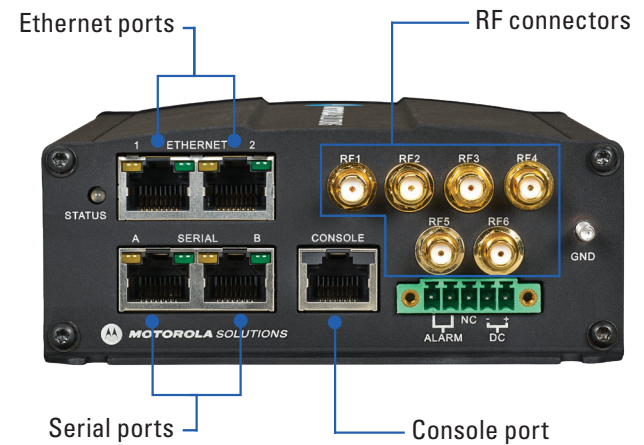 Ethernet ports
RF connectors
1 ETHERNET 2
RF1 RF2 RF3 RF4
STATUS
RF5 RF6
A SERIAL B
CONSOLE
GND
MOTOROLA SOLUTIONS
NC - +
ALARM DC
Serial ports
Console port